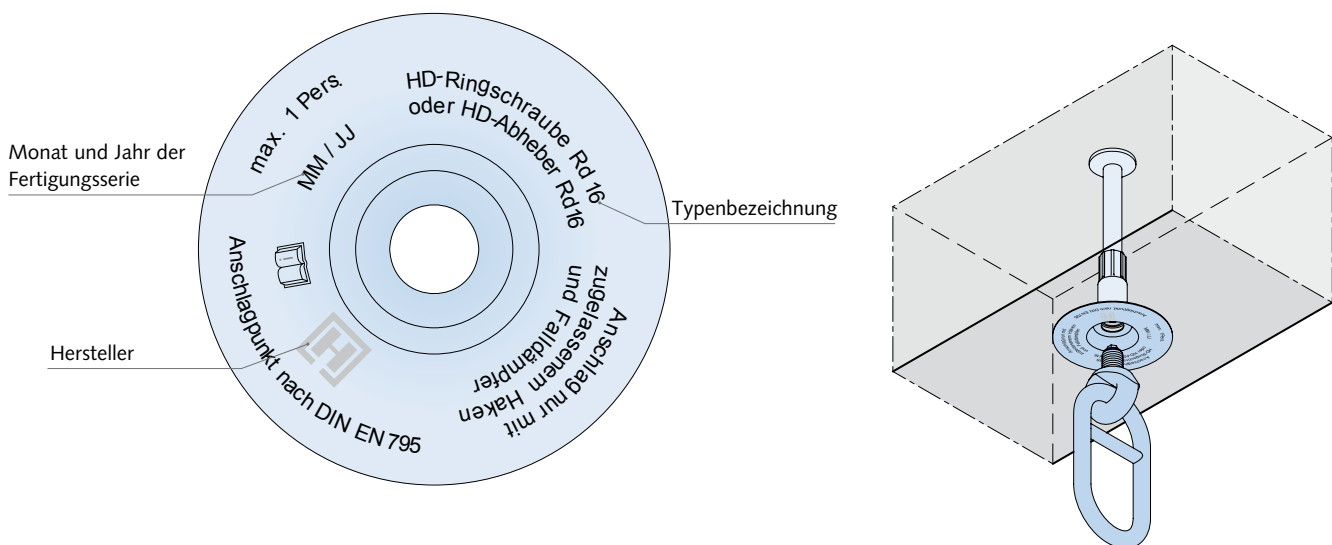 max. 1 Pers.
MM / JJ
HD-Ringschraube Rd 16
oder HD-Abheber Rd16
Anschlag nur mit
zugelassenem Haken
und Falldämpfer
Anschlagpunkt nach DIN EN 795
Monat und Jahr der
Fertigungsserie
Typenbezeichnung
Hersteller